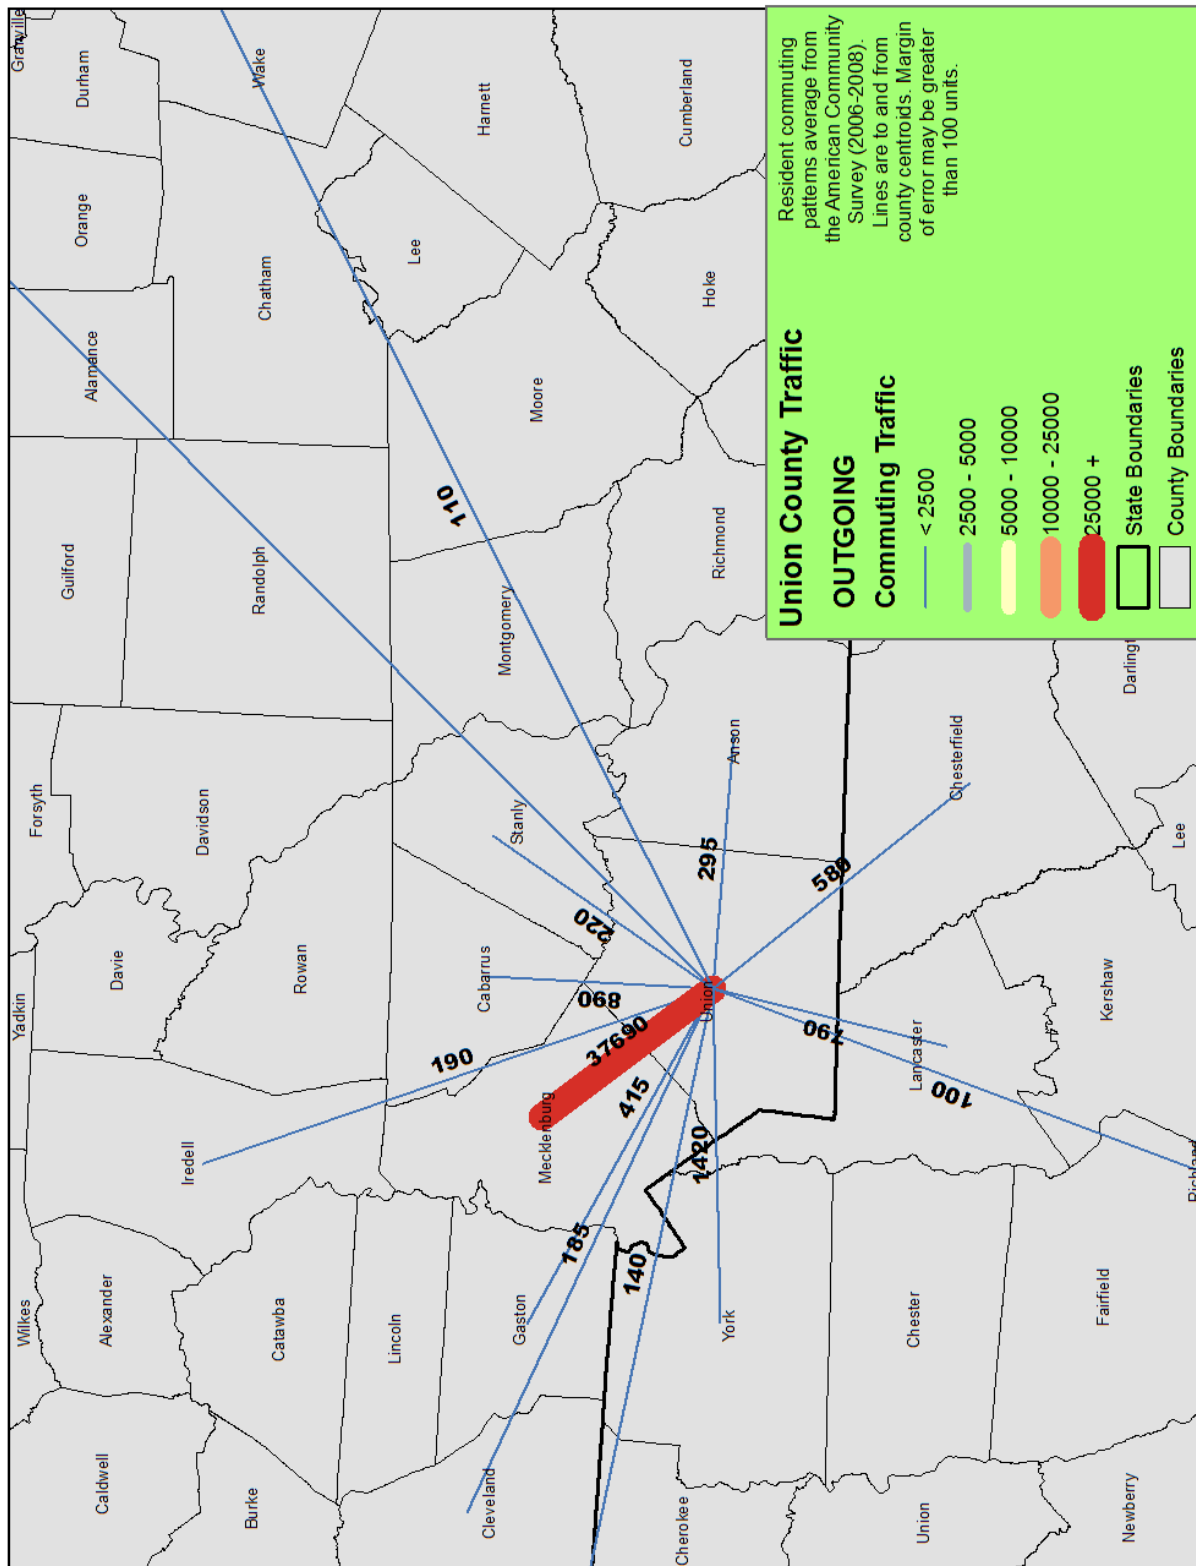 Wilkes
Yadkin
Forsyth
Guilford
Alamance
Orange
Durham
Granville
Caldwell
Alexander
Iredell
Davie
Davidson
Randolph
Chatham
Wake
Burke
Catawba
Rowan
Lincoln
190
110
Cleveland
Gaston
Mecklenburg
Cabarrus
Stanly
Montgomery
Moore
Lee
Harnett
185
415
37690
890
220
Cherokee
140
York
1420
Union
295
Anson
Richmond
Hoke
Cumberland
790
580
Union
Chester
Lancaster
100
Chesterfield
Newberry
Fairfield
Richland
Kershaw
Lee
Darlingt
Union County Traffic
OUTGOING
Commuting Traffic
< 2500
2500 - 5000
5000 - 10000
10000 - 25000
25000 +
State Boundaries
County Boundaries
Resident commuting
patterns average from
the American Community
Survey (2006-2008).
Lines are to and from
county centroids. Margin
of error may be greater
than 100 units.